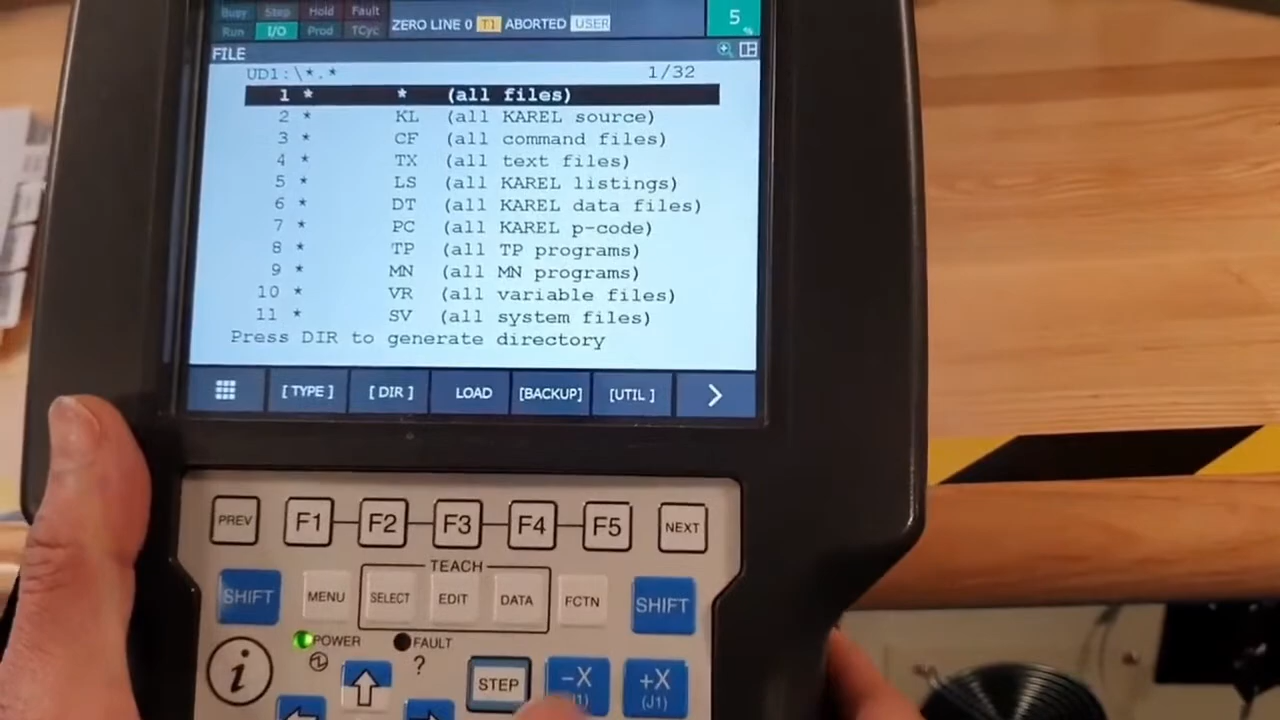 Busy Step Hold Fault
Run I/O Prod TCyc
ZERO LINE 0 T1 ABORTED USER
5 %
FILE
UD1:\*.* 1/32
1 * * (all files)
2 * KL (all KAREL source)
3 * CF (all command files)
4 * TX (all text files)
5 * LS (all KAREL listings)
6 * DT (all KAREL data files)
7 * PC (all KAREL p-code)
8 * TP (all TP programs)
9 * MN (all MN programs)
10 * VR (all variable files)
11 * SV (all system files)
Press DIR to generate directory
[ TYPE ] [ DIR ] LOAD [BACKUP] [UTIL ] >
PREV F1 F2 F3 F4 F5 NEXT
TEACH
SHIFT MENU SELECT EDIT DATA FCTN SHIFT
POWER FAULT
i ? STEP -X (J1) +X (J1)